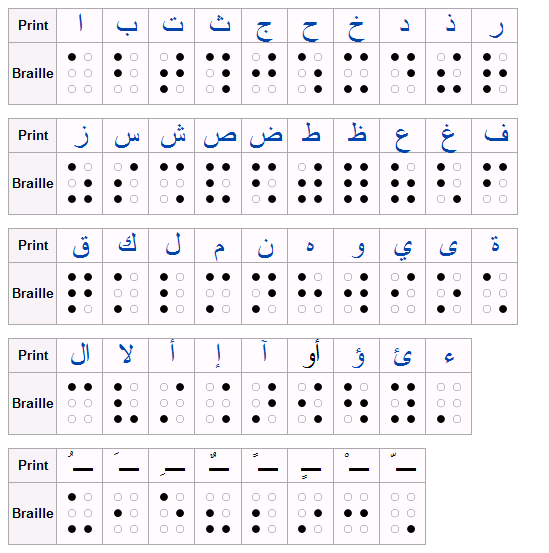 Print ا ب ت ث ج ح خ د ذ ر
Braille
Print ز س ش ص ض ط ظ ع غ ف
Braille
Print ق ك ل م ن ه و ي ى ة
Braille
Print ال لا أ إ آ أو ؤ ئ ء
Braille
Print ـُ ـَ ـِ ـٌ ـً ـٍ ـْ ـّ
Braille